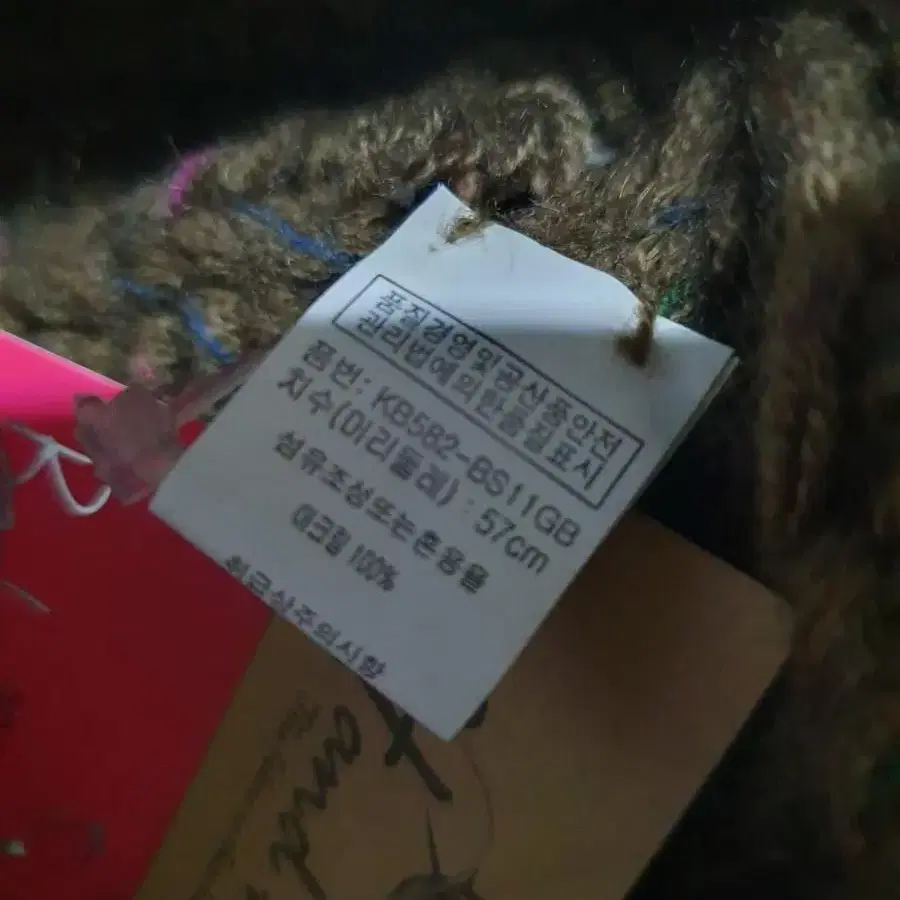 품질경영및공산품안전
관리법에의한품질표시
품번: KB582-BS11GB
치수(머리둘레) : 57cm
섬유조성또는혼용율
아크릴 100%
취급상주의사항